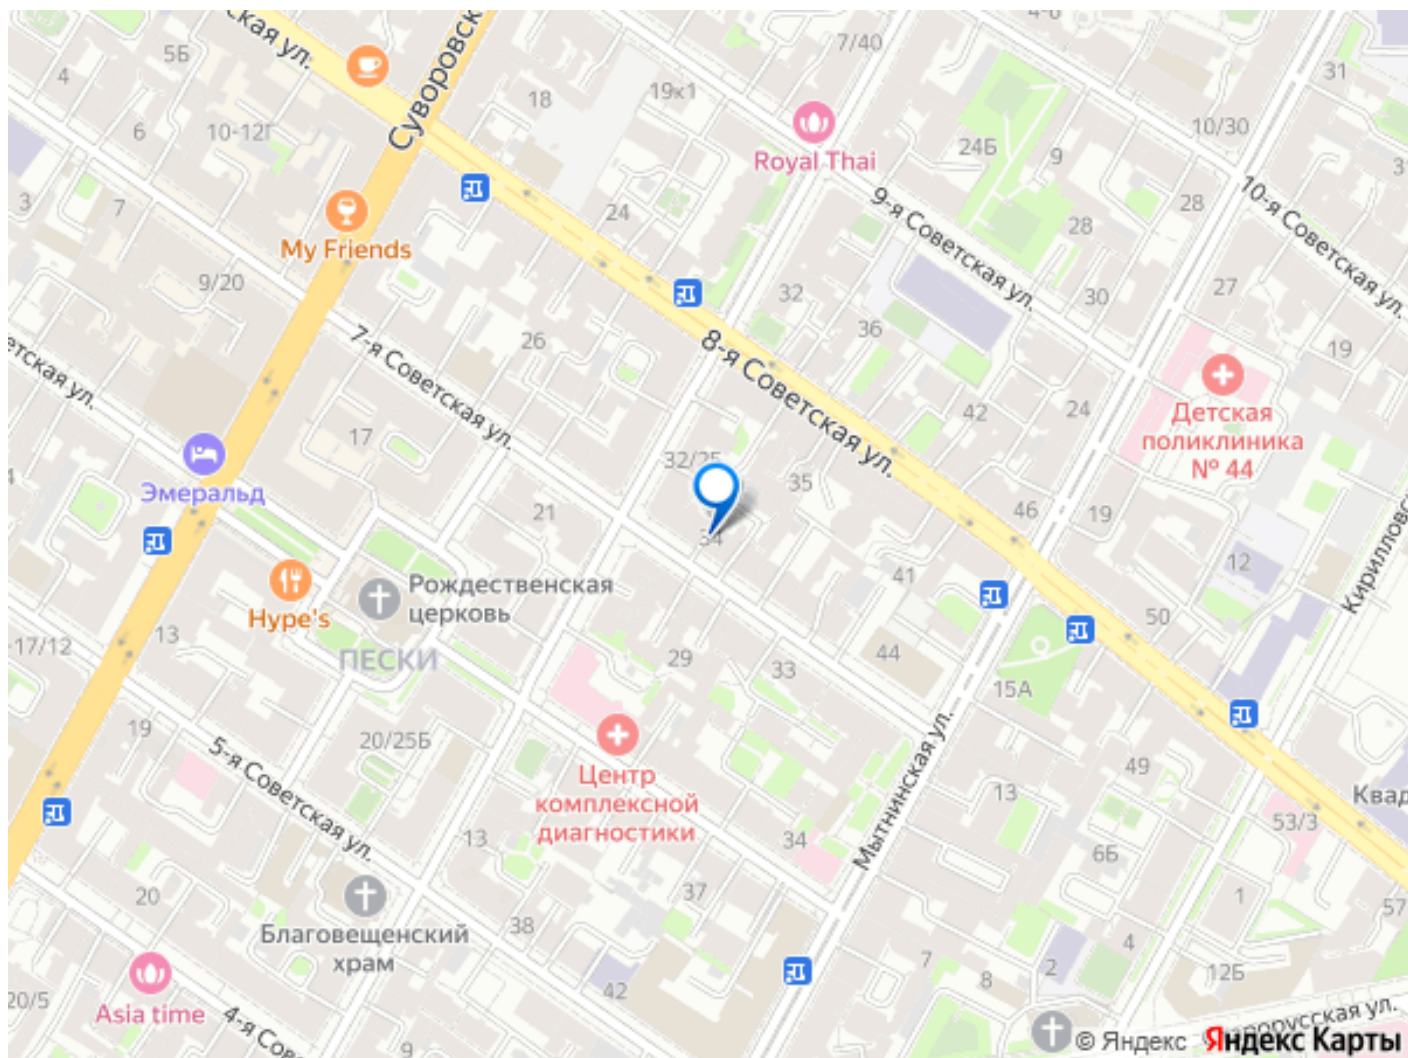 ская ул.
Суворовск
7/40
4-6
5Б
4
18
19к1
31
6
10-12Г
Royal Thai
24Б
9
10/30
10-я Советская ул.
3
7
24
9-я Советская ул.
28
28
My Friends
9/20
32
30
27
7-я Советская ул.
26
36
8-я Советская ул.
19
етская ул.
42
24
Детская
поликлиника
№ 44
17
32/25
35
Эмеральд
21
34
46
19
12
Кирилловс
Рождественская
церковь
41
Hype's
13
17/12
ПЕСКИ
29
33
44
50
15А
19
20/25Б
5-я Советская ул.
Центр
комплексной
диагностики
Мытнинская ул.
49
13
Квад
53/3
13
34
6Б
20
37
1
57
Благовещенский
храм
38
4
7
8
2
12Б
20/5
Asia time
42
4-я Сов
9
© Яндекс
Яндекс Карты